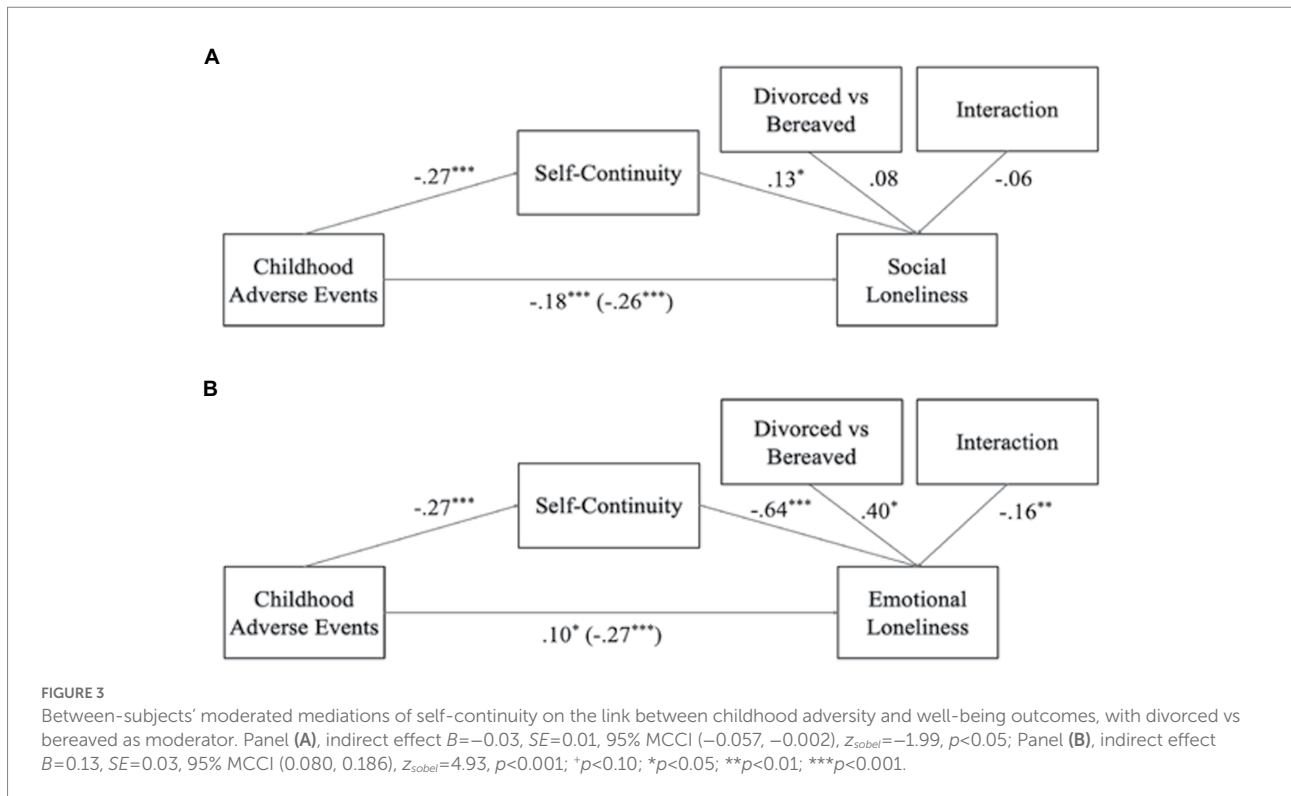 A
Divorced vs
Bereaved
Interaction
-.27***
Self-Continuity
.13*
.08
-.06
Childhood
Adverse Events
Social
Loneliness
-.18*** (-.26***)
B
Divorced vs
Bereaved
Interaction
-.27***
Self-Continuity
-.64***
.40*
-.16**
Childhood
Adverse Events
Emotional
Loneliness
.10* (-.27***)
FIGURE 3
Between-subjects’ moderated mediations of self-continuity on the link between childhood adversity and well-being outcomes, with divorced vs
bereaved as moderator. Panel (A), indirect effect B=−0.03, SE=0.01, 95% MCCI (−0.057, −0.002), zsobel=−1.99, p<0.05; Panel (B), indirect effect
B=0.13, SE=0.03, 95% MCCI (0.080, 0.186), zsobel=4.93, p<0.001; +p<0.10; *p<0.05; **p<0.01; ***p<0.001.